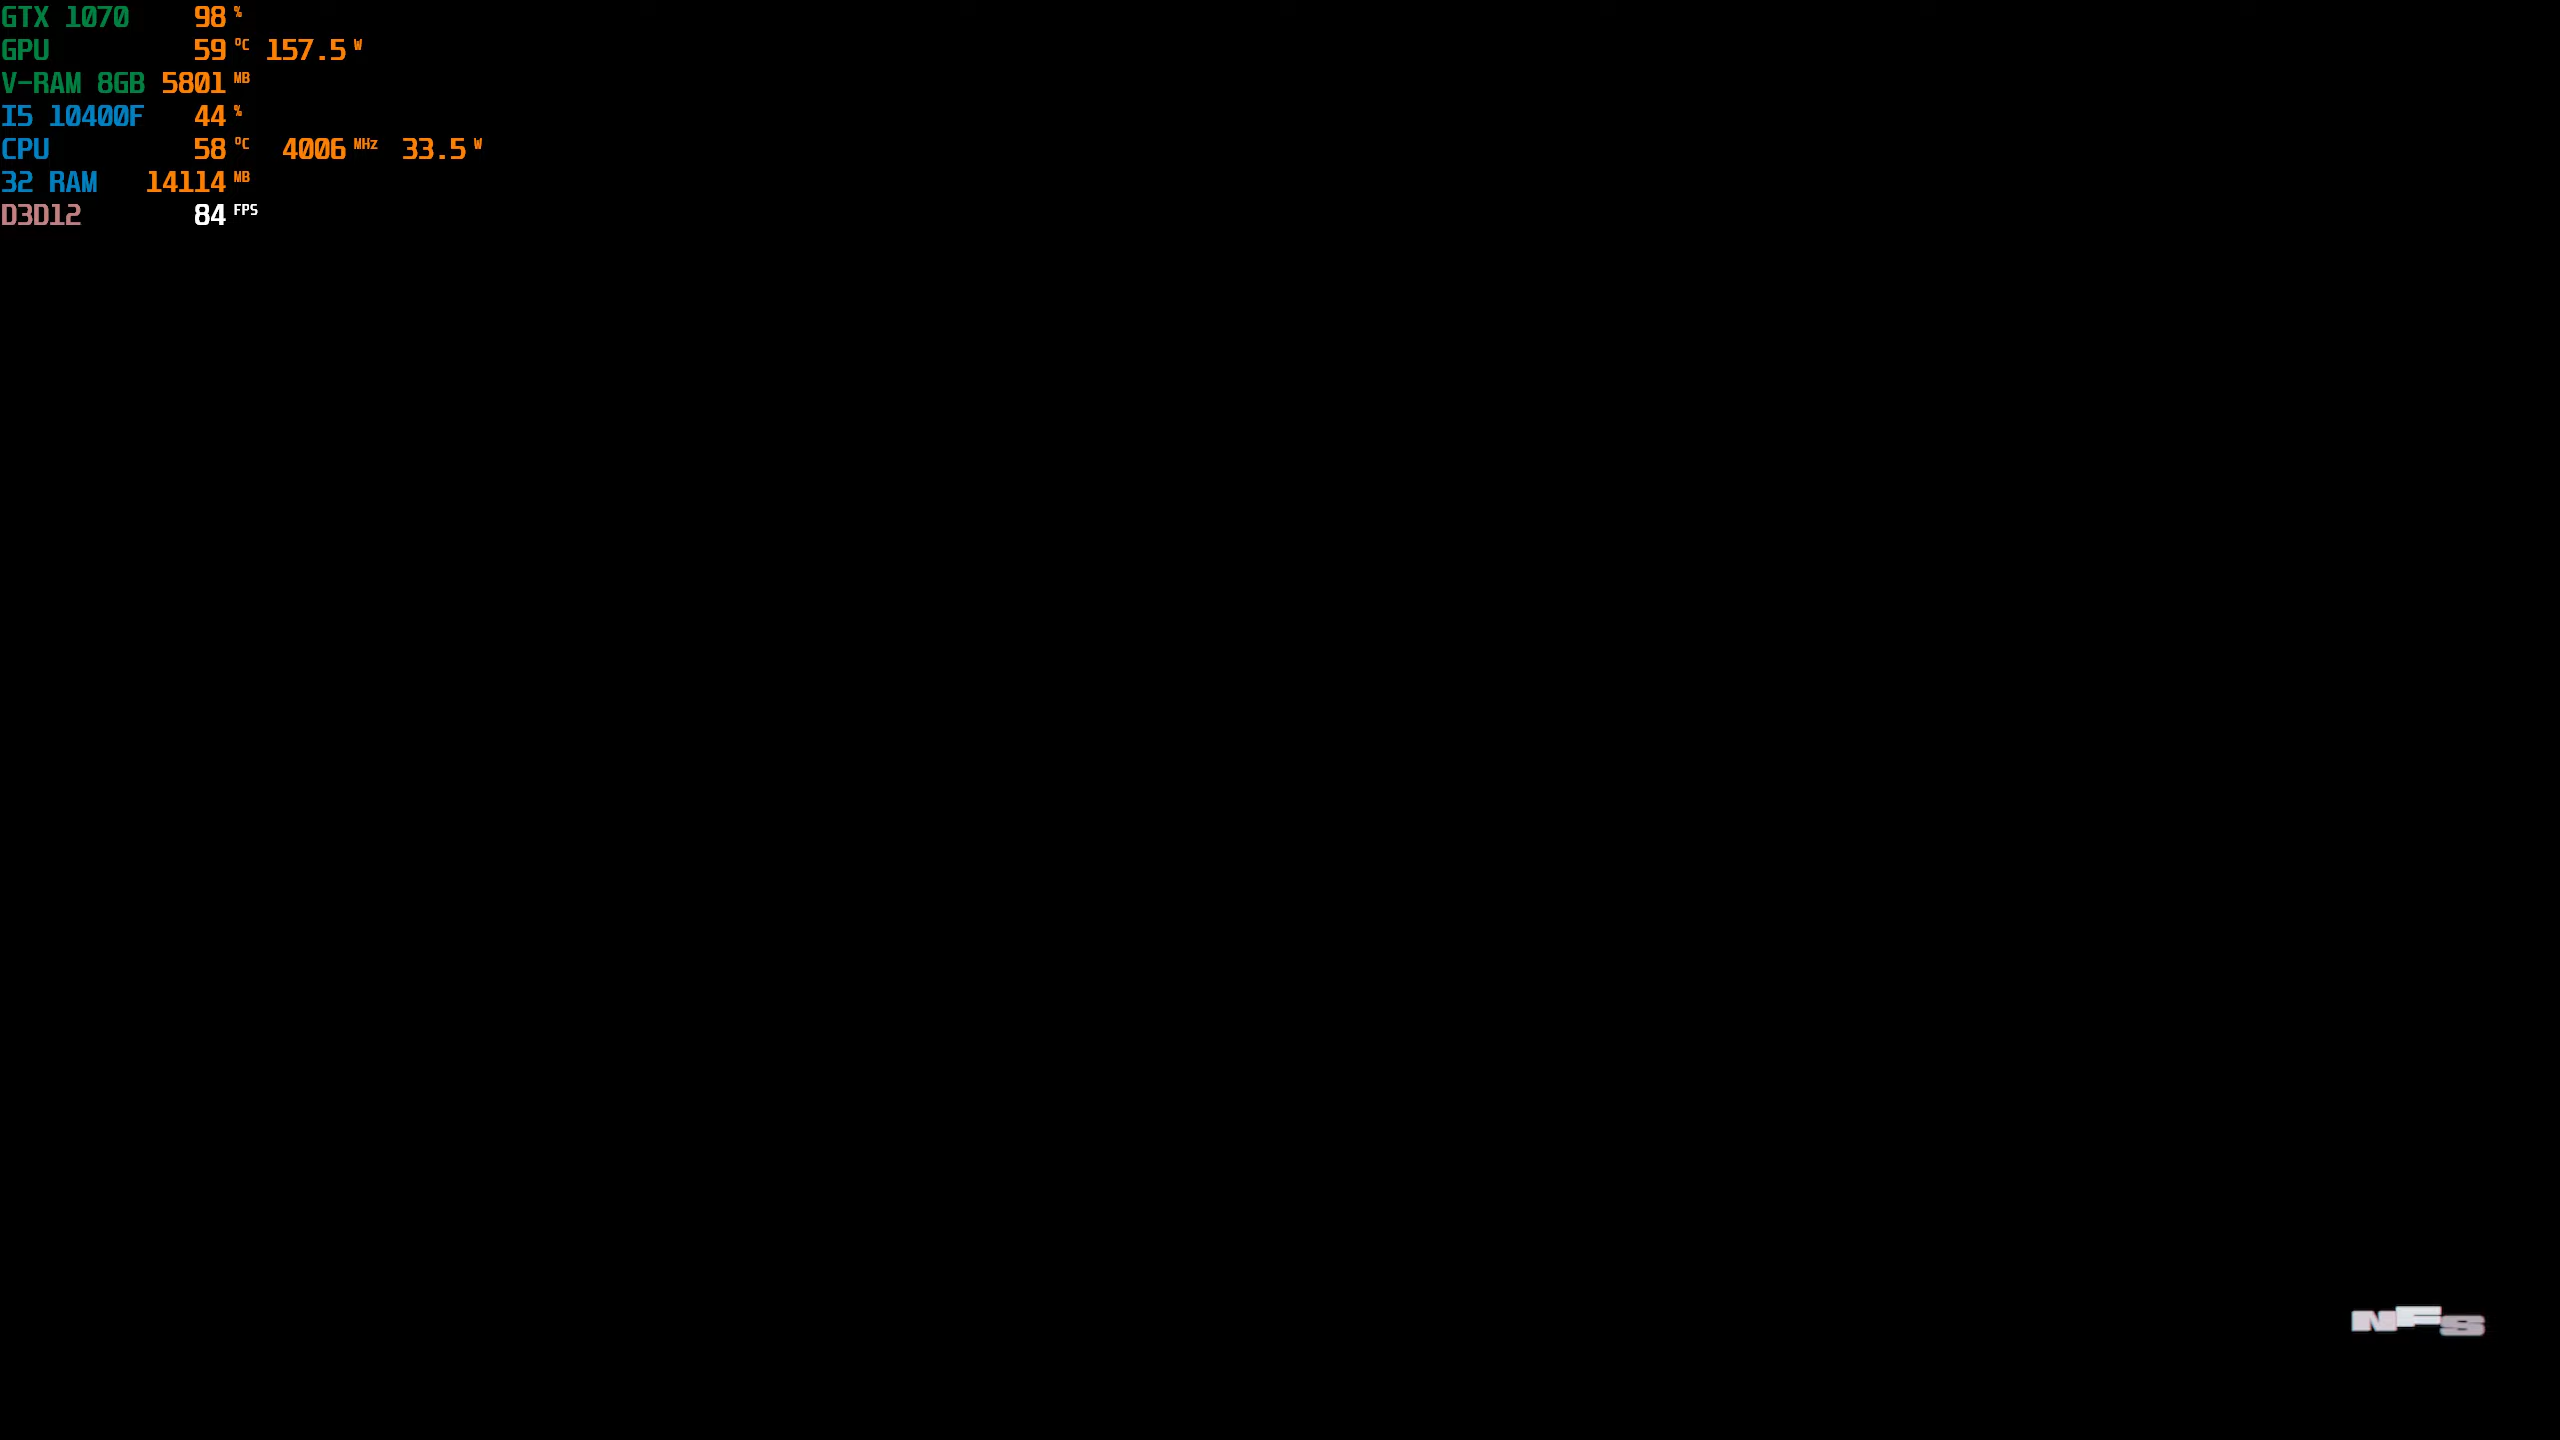 GTX 1070 98 %
GPU 59 °C 157.5 W
V-RAM 8GB 5801 MB
I5 10400F 44 %
CPU 58 °C 4006 MHz 33.5 W
32 RAM 14114 MB
D3D12 84 FPS
NFS